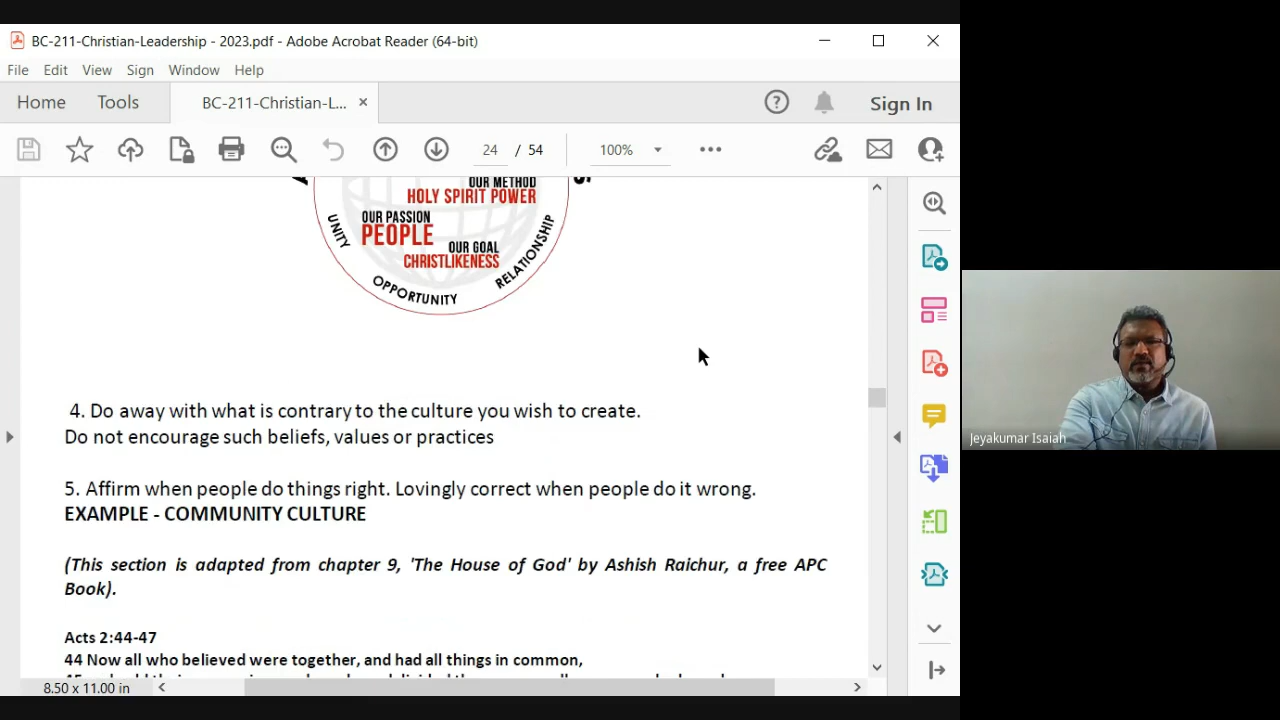 BC-211-Christian-Leadership - 2023.pdf - Adobe Acrobat Reader (64-bit)
File Edit View Sign Window Help
Home Tools BC-211-Christian-L... × Sign In
24 / 54 100%
OUR METHOD
HOLY SPIRIT POWER
OUR PASSION
PEOPLE
OUR GOAL
CHRISTLIKENESS
UNITY
OPPORTUNITY
RELATIONSHIP
4. Do away with what is contrary to the culture you wish to create.
Do not encourage such beliefs, values or practices
5. Affirm when people do things right. Lovingly correct when people do it wrong.
EXAMPLE - COMMUNITY CULTURE
(This section is adapted from chapter 9, 'The House of God' by Ashish Raichur, a free APC
Book).
Acts 2:44-47
44 Now all who believed were together, and had all things in common,
8.50 x 11.00 in
Jeyakumar Isaiah